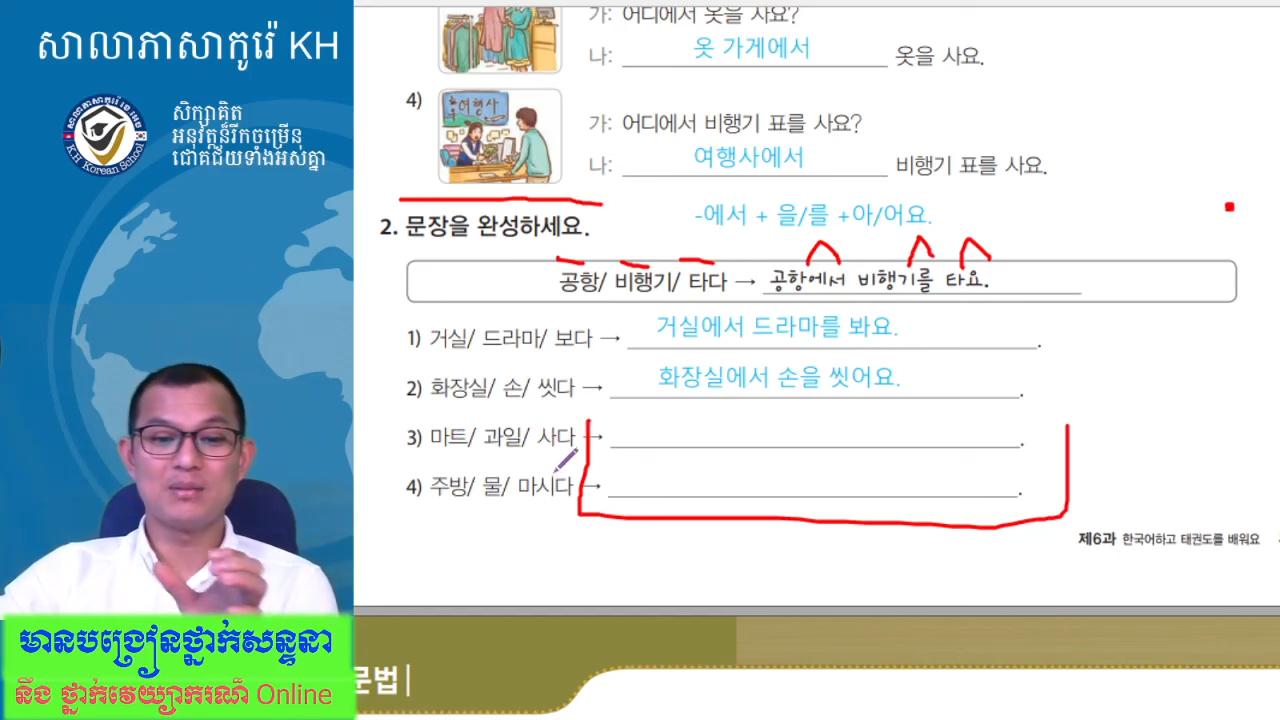 សាលាភាសាកូរ៉េ KH
សិក្សាគិត
អនុវត្តន៍រីកចម្រើន
ជោគជ័យទាំងអស់គ្នា
KH Korean School
가: 어디에서 옷을 사요?
나: 옷 가게에서 옷을 사요.
4)
여행사
가: 어디에서 비행기 표를 사요?
나: 여행사에서 비행기 표를 사요.
-에서 + 을/를 +아/어요.
2. 문장을 완성하세요.
공항/ 비행기/ 타다 → 공항에서 비행기를 타요.
1) 거실/ 드라마/ 보다 → 거실에서 드라마를 봐요.
2) 화장실/ 손/ 씻다 → 화장실에서 손을 씻어요.
3) 마트/ 과일/ 사다 → .
4) 주방/ 물/ 마시다 → .
제6과 한국어하고 태권도를 배워요
មានបង្រៀនថ្នាក់សន្ទនា
នឹង ថ្នាក់វេយ្យាករណ៍ Online
문법